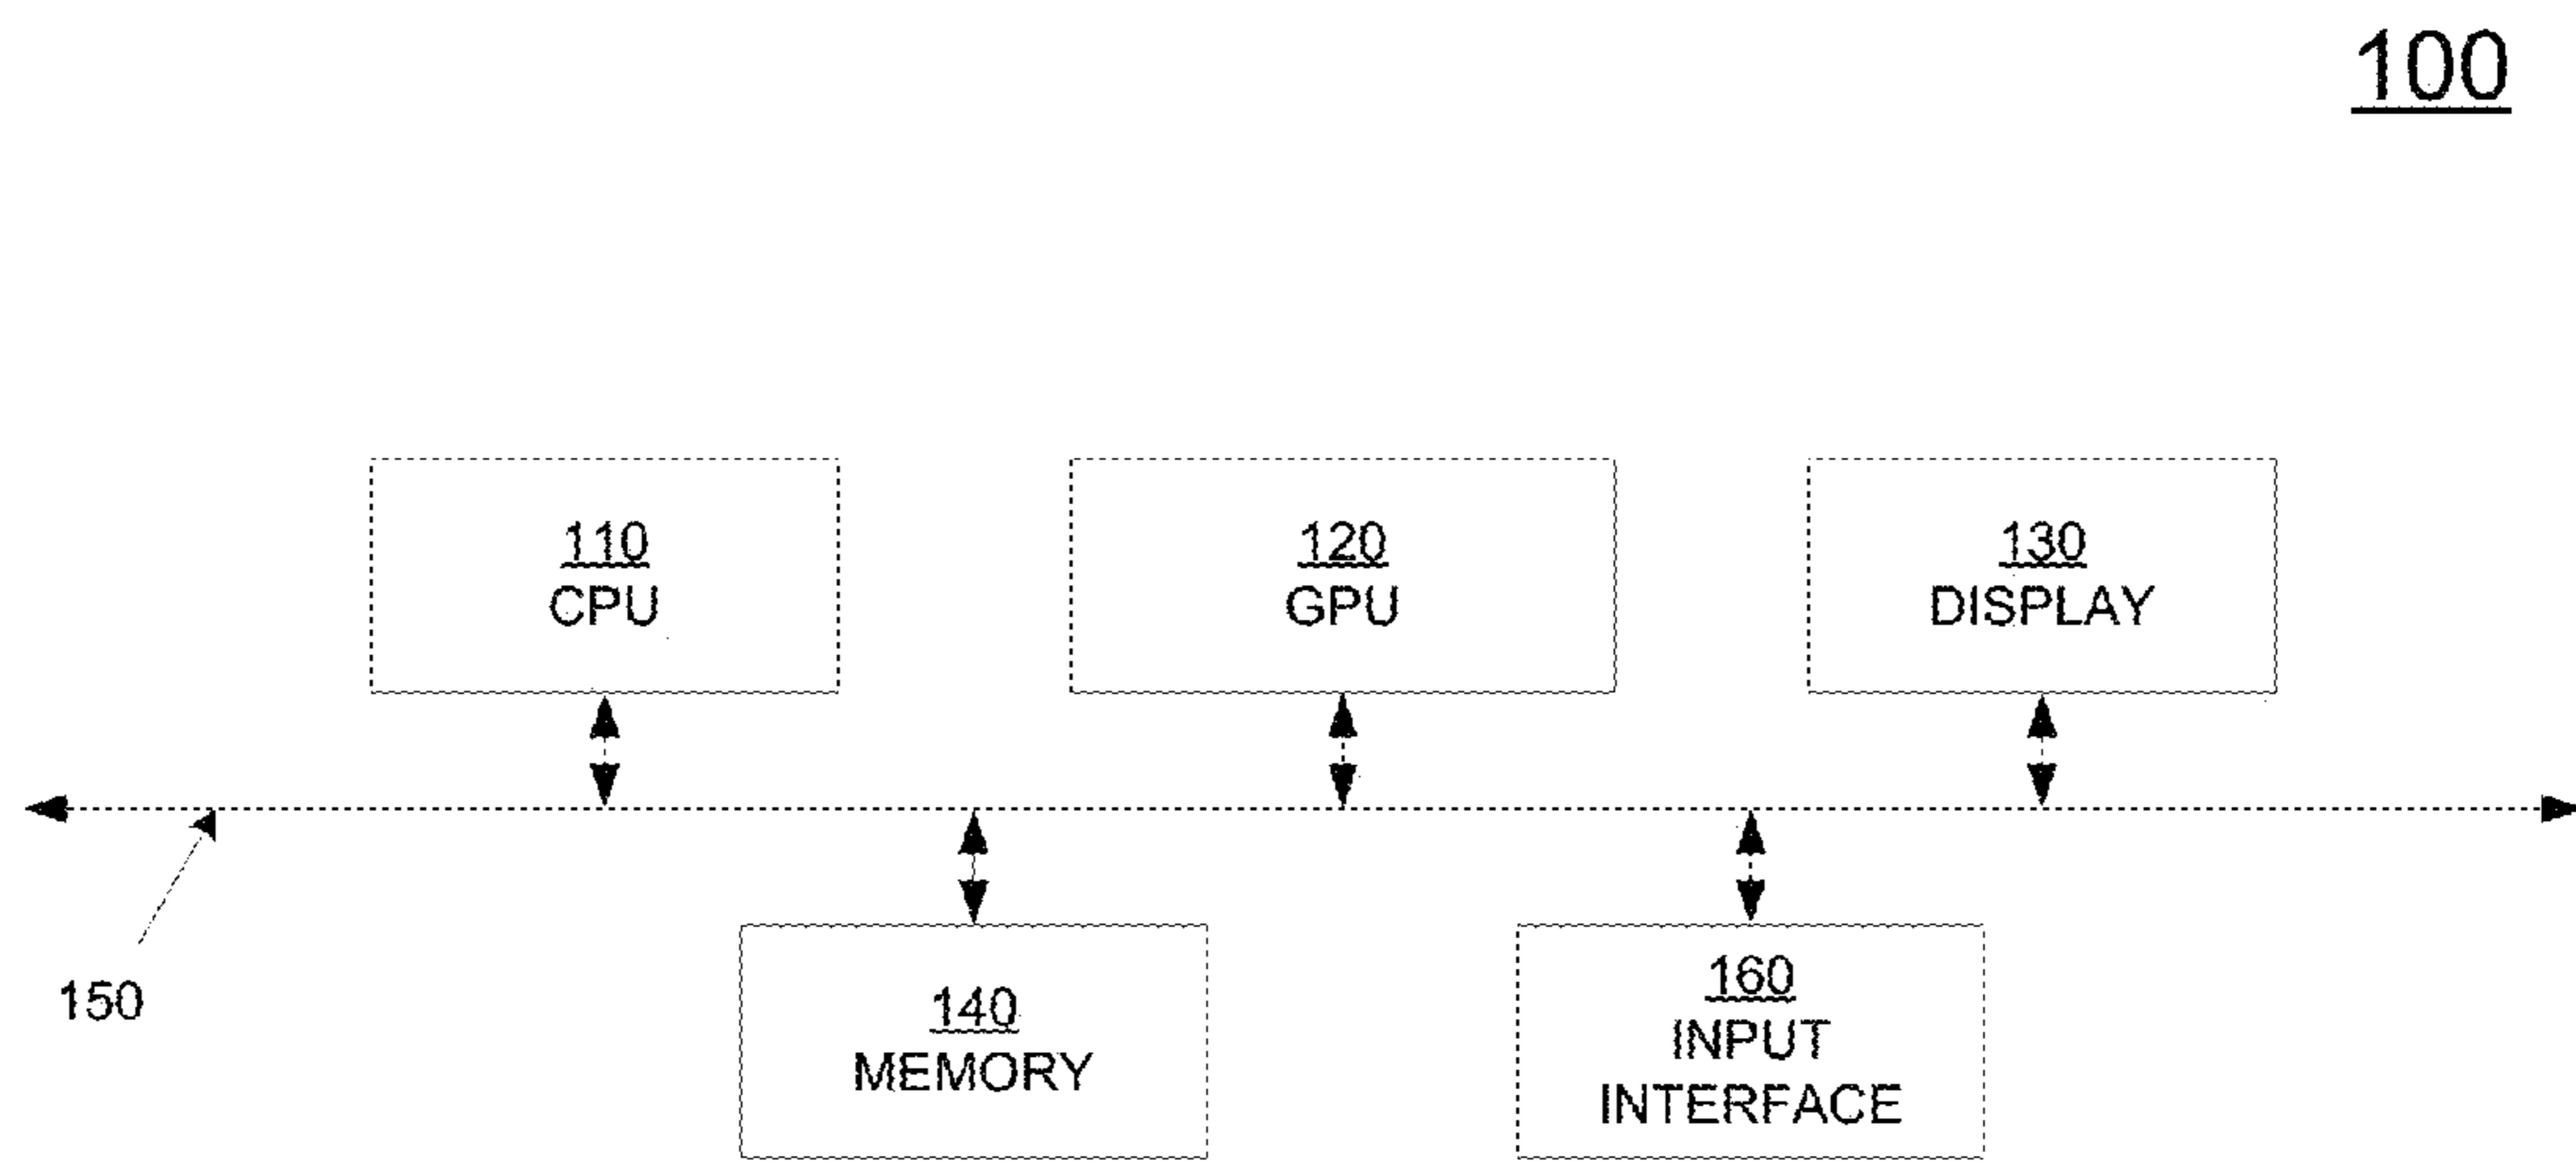 100
110
CPU
120
GPU
130
DISPLAY
150
140
MEMORY
160
INPUT
INTERFACE